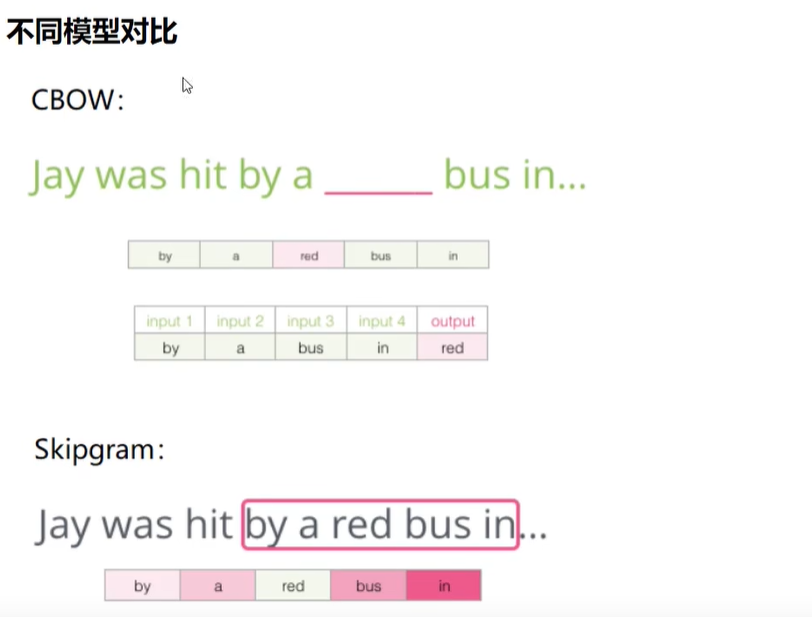 不同模型对比
CBOW：
Jay was hit by a ______ bus in...
by a red bus in
input 1 input 2 input 3 input 4 output
by a bus in red
Skipgram：
Jay was hit by a red bus in...
by a red bus in